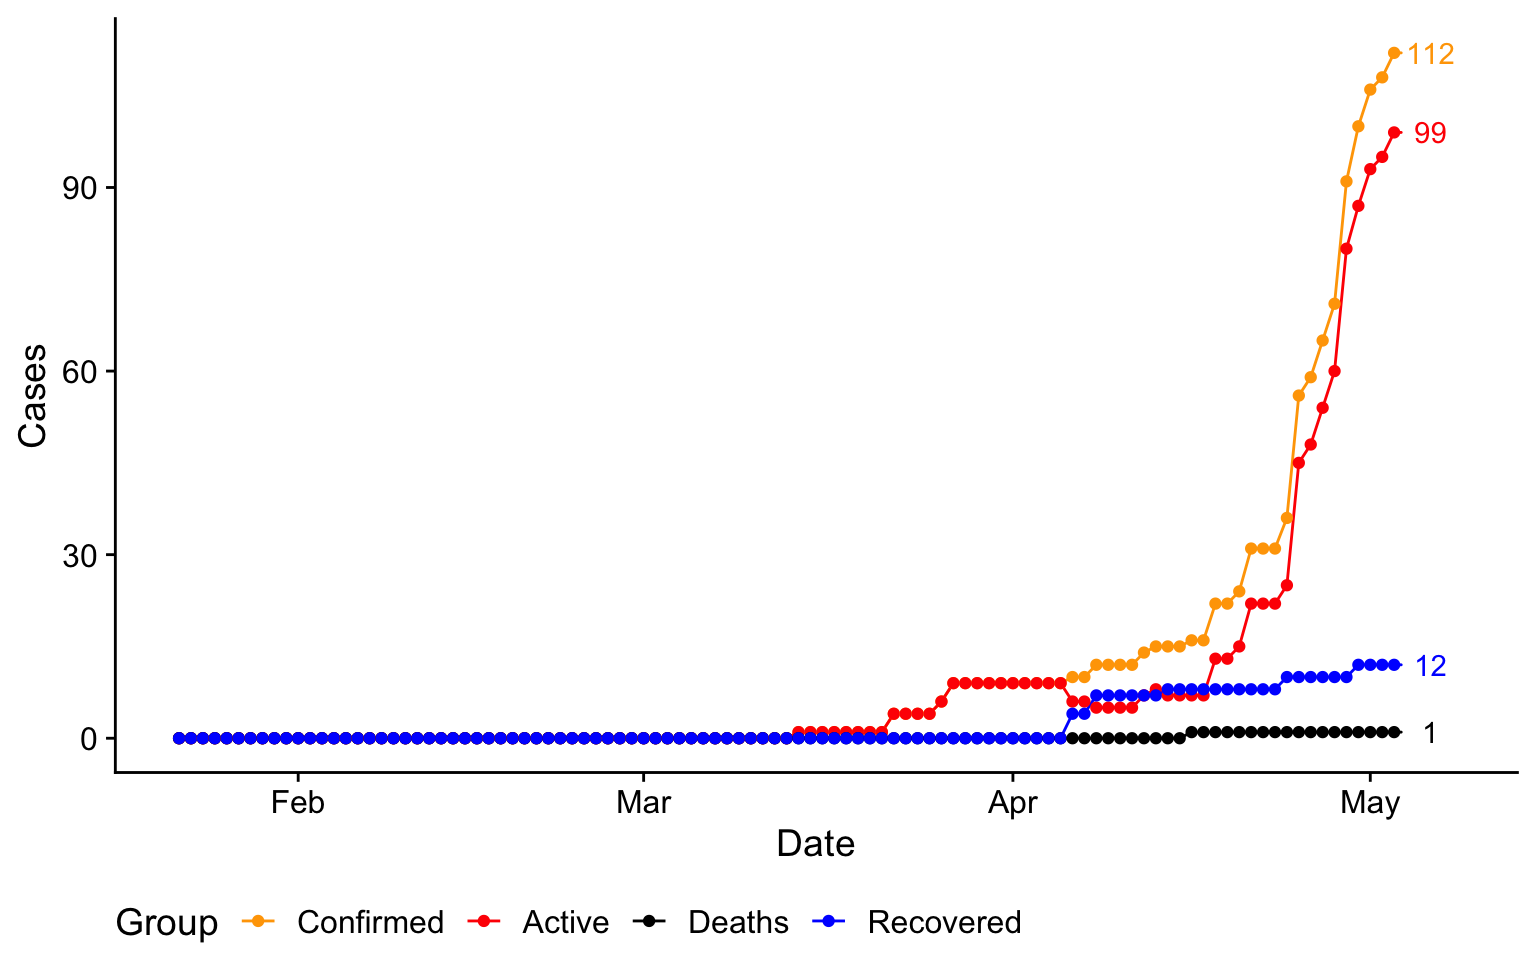 112
99
90
Cases
60
30
12
0
1
Feb Mar Apr May
Date
Group Confirmed Active Deaths Recovered